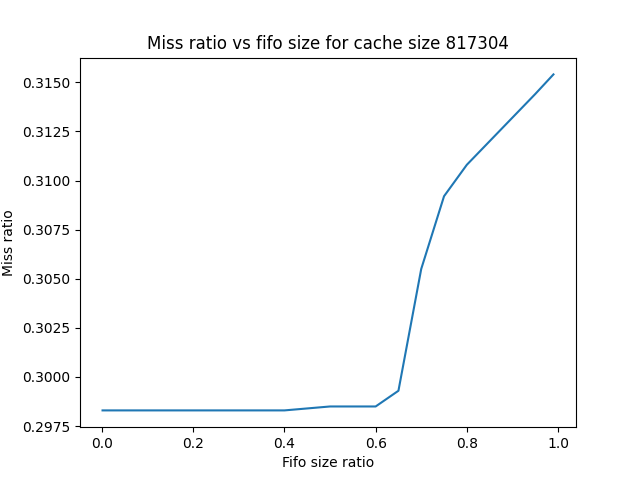 Miss ratio vs fifo size for cache size 817304
0.3150
0.3125
0.3100
0.3075
0.3050
0.3025
0.3000
0.2975
Miss ratio
0.0 0.2 0.4 0.6 0.8 1.0
Fifo size ratio